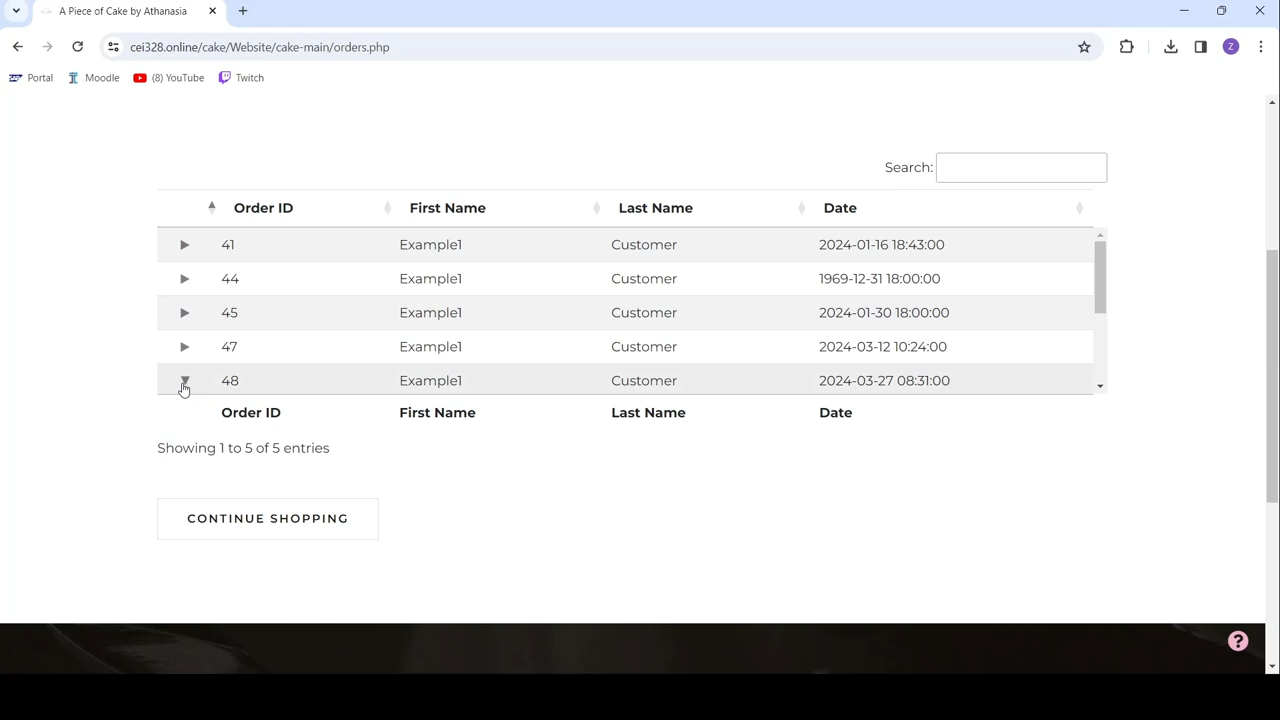 A Piece of Cake by Athanasia
cei328.online/cake/Website/cake-main/orders.php
Z
Portal Moodle (8) YouTube Twitch
Search:
Order ID First Name Last Name Date
41 Example1 Customer 2024-01-16 18:43:00
44 Example1 Customer 1969-12-31 18:00:00
45 Example1 Customer 2024-01-30 18:00:00
47 Example1 Customer 2024-03-12 10:24:00
48 Example1 Customer 2024-03-27 08:31:00
Order ID First Name Last Name Date
Showing 1 to 5 of 5 entries
CONTINUE SHOPPING
?